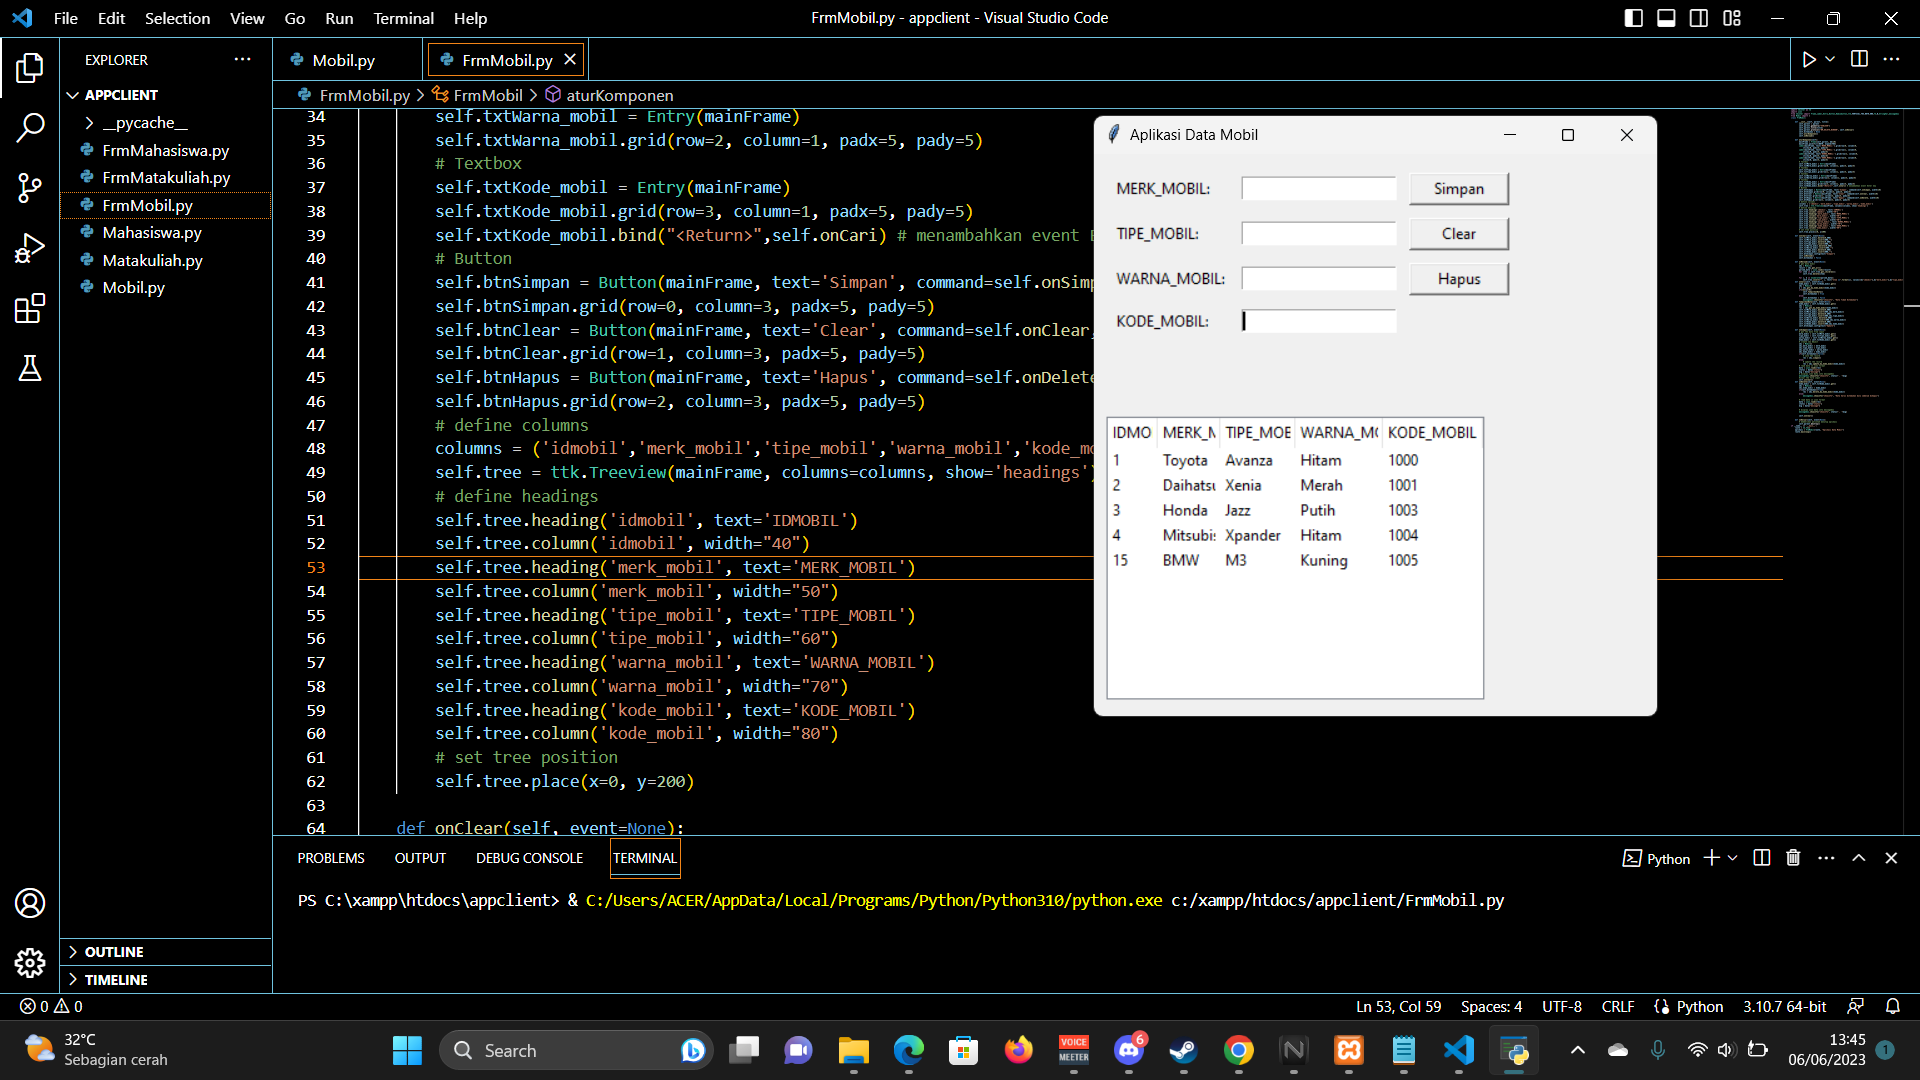 File Edit Selection View Go Run Terminal Help
FrmMobil.py - appclient - Visual Studio Code
EXPLORER
APPCLIENT
__pycache__
FrmMahasiswa.py
FrmMatakuliah.py
FrmMobil.py
Mahasiswa.py
Matakuliah.py
Mobil.py
OUTLINE
TIMELINE
Mobil.py
FrmMobil.py
FrmMobil.py > FrmMobil > aturKomponen
34 self.txtWarna_mobil = Entry(mainFrame)
35 self.txtWarna_mobil.grid(row=2, column=1, padx=5, pady=5)
36 # Textbox
37 self.txtKode_mobil = Entry(mainFrame)
38 self.txtKode_mobil.grid(row=3, column=1, padx=5, pady=5)
39 self.txtKode_mobil.bind("<Return>",self.onCari) # menambahkan event
40 # Button
41 self.btnSimpan = Button(mainFrame, text='Simpan', command=self.onSimp
42 self.btnSimpan.grid(row=0, column=3, padx=5, pady=5)
43 self.btnClear = Button(mainFrame, text='Clear', command=self.onClear,
44 self.btnClear.grid(row=1, column=3, padx=5, pady=5)
45 self.btnHapus = Button(mainFrame, text='Hapus', command=self.onDelete
46 self.btnHapus.grid(row=2, column=3, padx=5, pady=5)
47 # define columns
48 columns = ('idmobil','merk_mobil','tipe_mobil','warna_mobil','kode_mo
49 self.tree = ttk.Treeview(mainFrame, columns=columns, show='headings')
50 # define headings
51 self.tree.heading('idmobil', text='IDMOBIL')
52 self.tree.column('idmobil', width="40")
53 self.tree.heading('merk_mobil', text='MERK_MOBIL')
54 self.tree.column('merk_mobil', width="50")
55 self.tree.heading('tipe_mobil', text='TIPE_MOBIL')
56 self.tree.column('tipe_mobil', width="60")
57 self.tree.heading('warna_mobil', text='WARNA_MOBIL')
58 self.tree.column('warna_mobil', width="70")
59 self.tree.heading('kode_mobil', text='KODE_MOBIL')
60 self.tree.column('kode_mobil', width="80")
61 # set tree position
62 self.tree.place(x=0, y=200)
63
64 def onClear(self, event=None):
Aplikasi Data Mobil
MERK_MOBIL: Simpan
TIPE_MOBIL: Clear
WARNA_MOBIL: Hapus
KODE_MOBIL:
IDMO MERK_M TIPE_MOE WARNA_MO KODE_MOBIL
1 Toyota Avanza Hitam 1000
2 Daihatsu Xenia Merah 1001
3 Honda Jazz Putih 1003
4 Mitsubis Xpander Hitam 1004
15 BMW M3 Kuning 1005
PROBLEMS OUTPUT DEBUG CONSOLE TERMINAL
Python
PS C:\xampp\htdocs\appclient> & C:/Users/ACER/AppData/Local/Programs/Python/Python310/python.exe c:/xampp/htdocs/appclient/FrmMobil.py
0 0
Ln 53, Col 59 Spaces: 4 UTF-8 CRLF Python 3.10.7 64-bit
32°C
Sebagian cerah
Search
VOICE
MEETER
6
13:45
06/06/2023
1